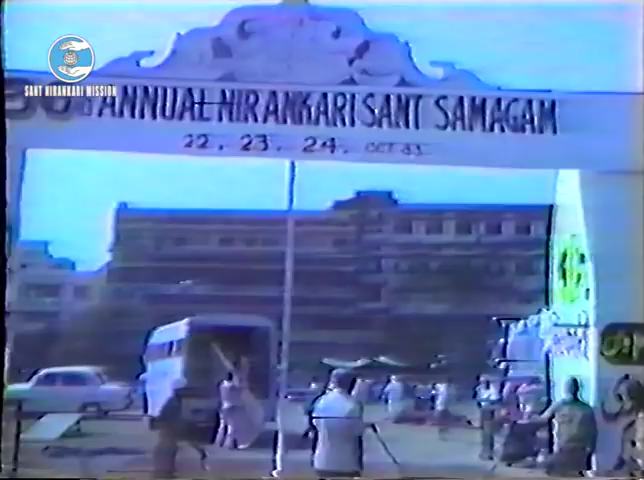 SANT NIRANKARI MISSION
ANNUAL NIRANKARI SANT SAMAGAM
22. 23. 24. OCT 83